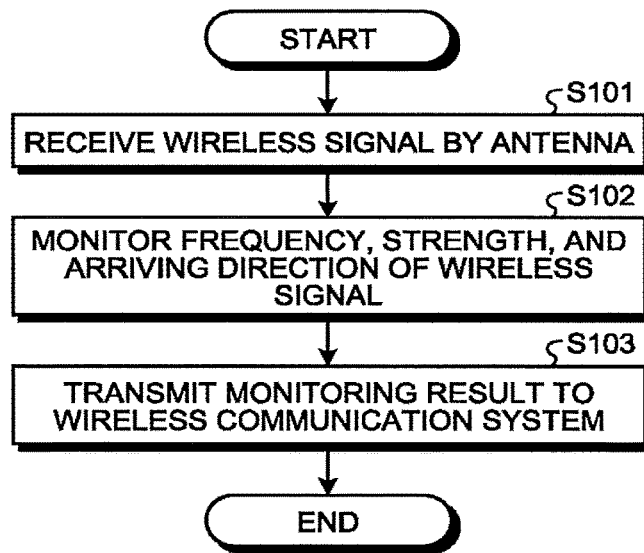 START
S101
RECEIVE WIRELESS SIGNAL BY ANTENNA
S102
MONITOR FREQUENCY, STRENGTH, AND
ARRIVING DIRECTION OF WIRELESS
SIGNAL
S103
TRANSMIT MONITORING RESULT TO
WIRELESS COMMUNICATION SYSTEM
END